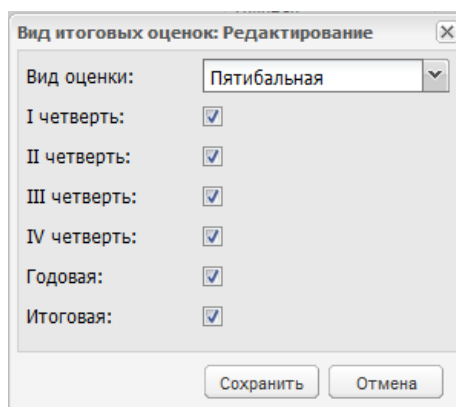 Вид итоговых оценок: Редактирование
Вид оценки: Пятибальная
I четверть:
II четверть:
III четверть:
IV четверть:
Годовая:
Итоговая:
Сохранить Отмена